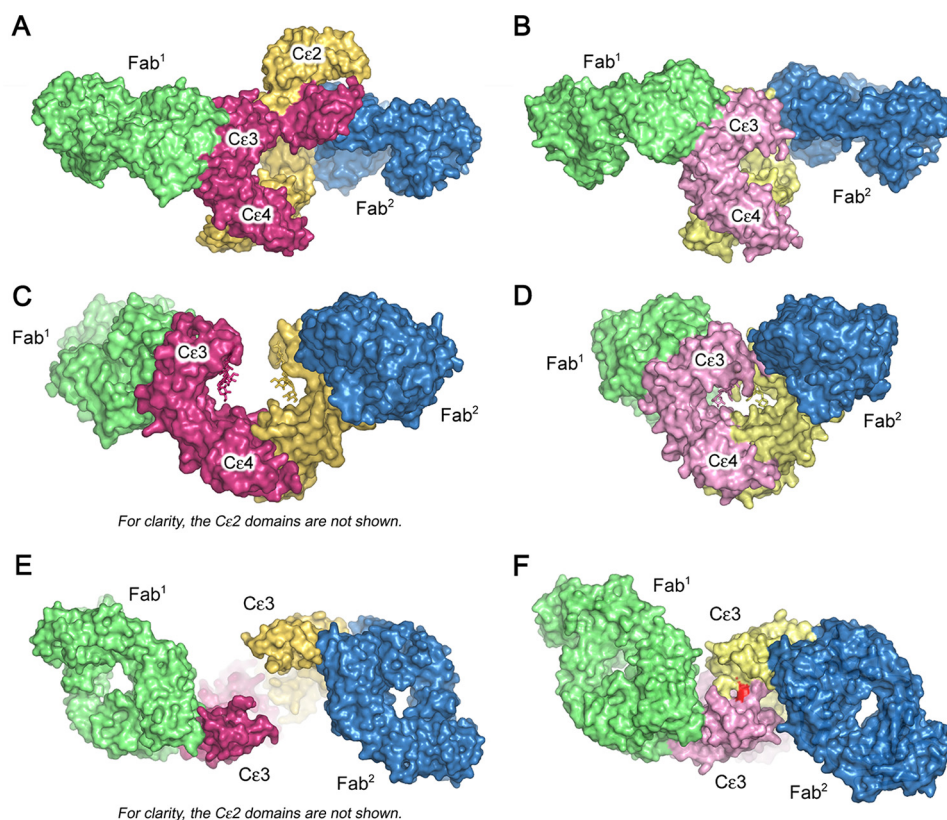 A
Fab¹
Cε2
Cε3
Cε4
Fab²
B
Fab¹
Cε3
Cε4
Fab²
C
Fab¹
Cε3
Cε4
Fab²
For clarity, the Cε2 domains are not shown.
D
Fab¹
Cε3
Cε4
Fab²
E
Fab¹
Cε3
Cε3
Fab²
For clarity, the Cε2 domains are not shown.
F
Fab¹
Cε3
Cε3
Fab²